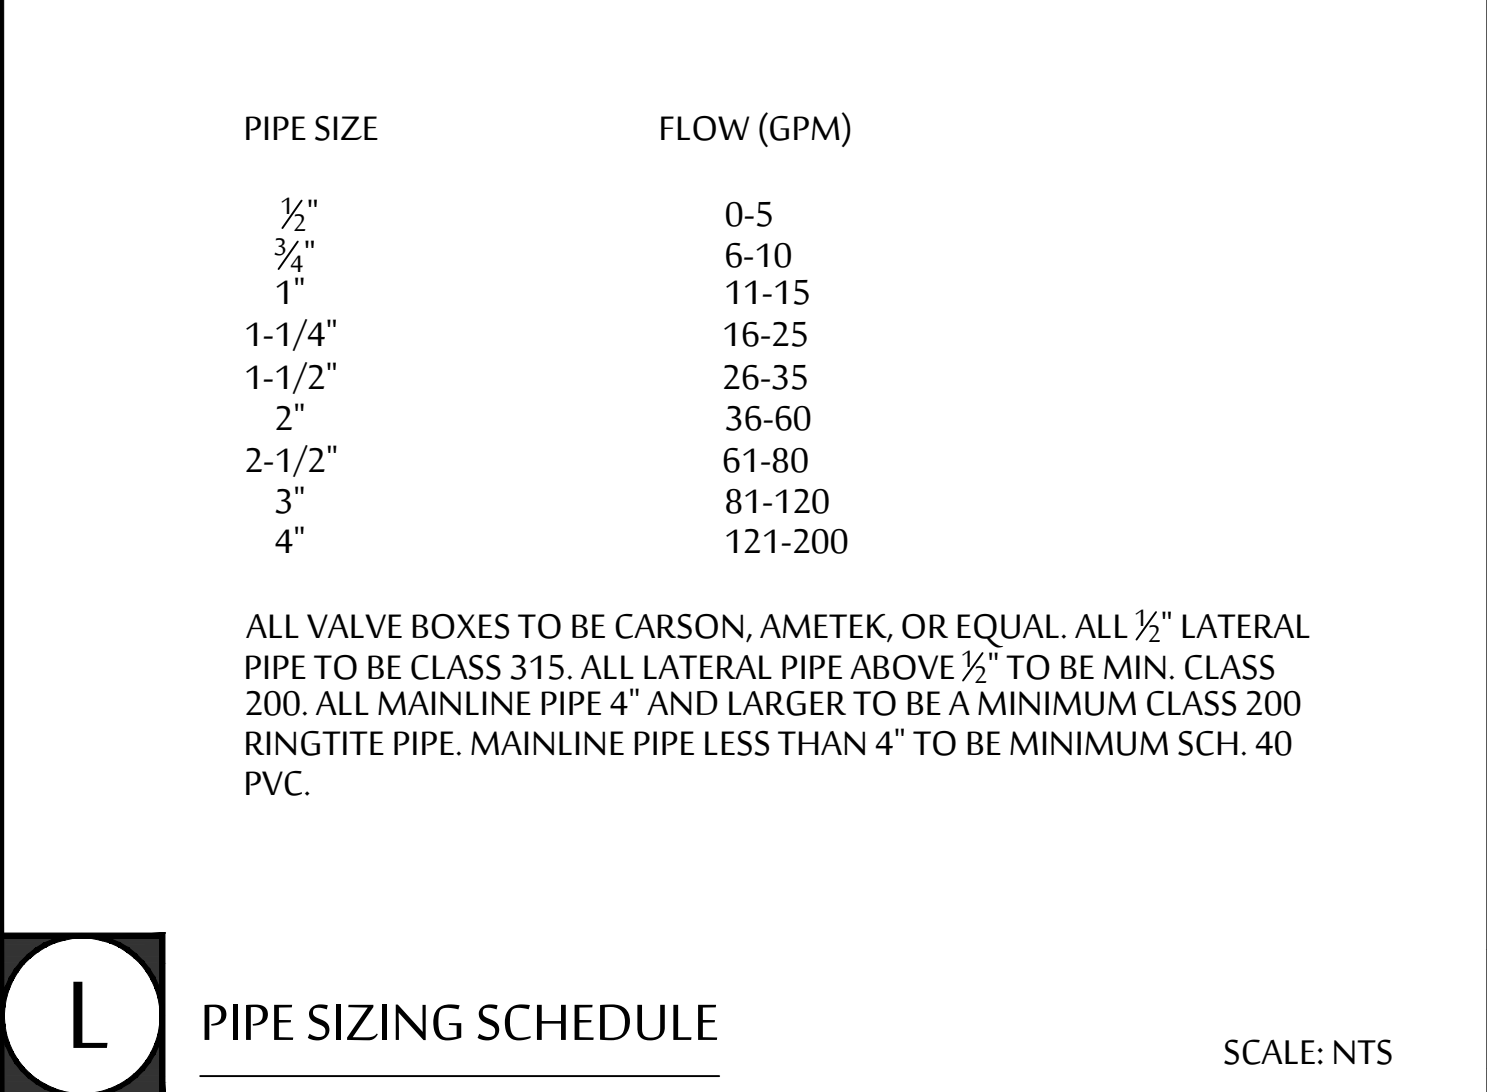 PIPE SIZE FLOW (GPM)
½" 0-5
¾" 6-10
1" 11-15
1-1/4" 16-25
1-1/2" 26-35
2" 36-60
2-1/2" 61-80
3" 81-120
4" 121-200
ALL VALVE BOXES TO BE CARSON, AMETEK, OR EQUAL. ALL ½" LATERAL
PIPE TO BE CLASS 315. ALL LATERAL PIPE ABOVE ½" TO BE MIN. CLASS
200. ALL MAINLINE PIPE 4" AND LARGER TO BE A MINIMUM CLASS 200
RINGTITE PIPE. MAINLINE PIPE LESS THAN 4" TO BE MINIMUM SCH. 40
PVC.
L
PIPE SIZING SCHEDULE
SCALE: NTS